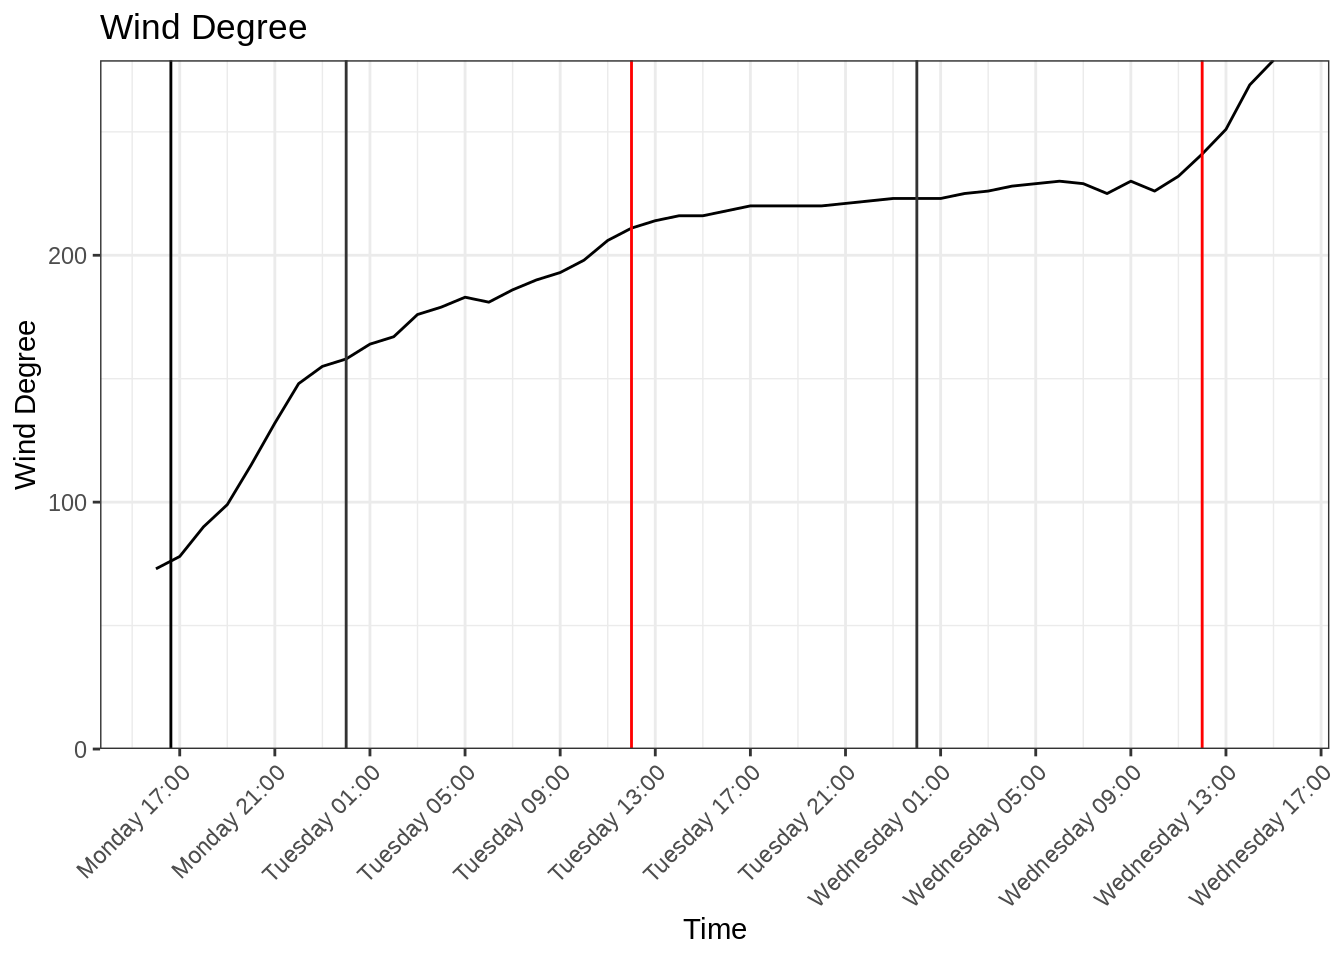 Wind Degree
Wind Degree
200
100
0
Monday 17:00
Monday 21:00
Tuesday 01:00
Tuesday 05:00
Tuesday 09:00
Tuesday 13:00
Tuesday 17:00
Tuesday 21:00
Wednesday 01:00
Wednesday 05:00
Wednesday 09:00
Wednesday 13:00
Wednesday 17:00
Time